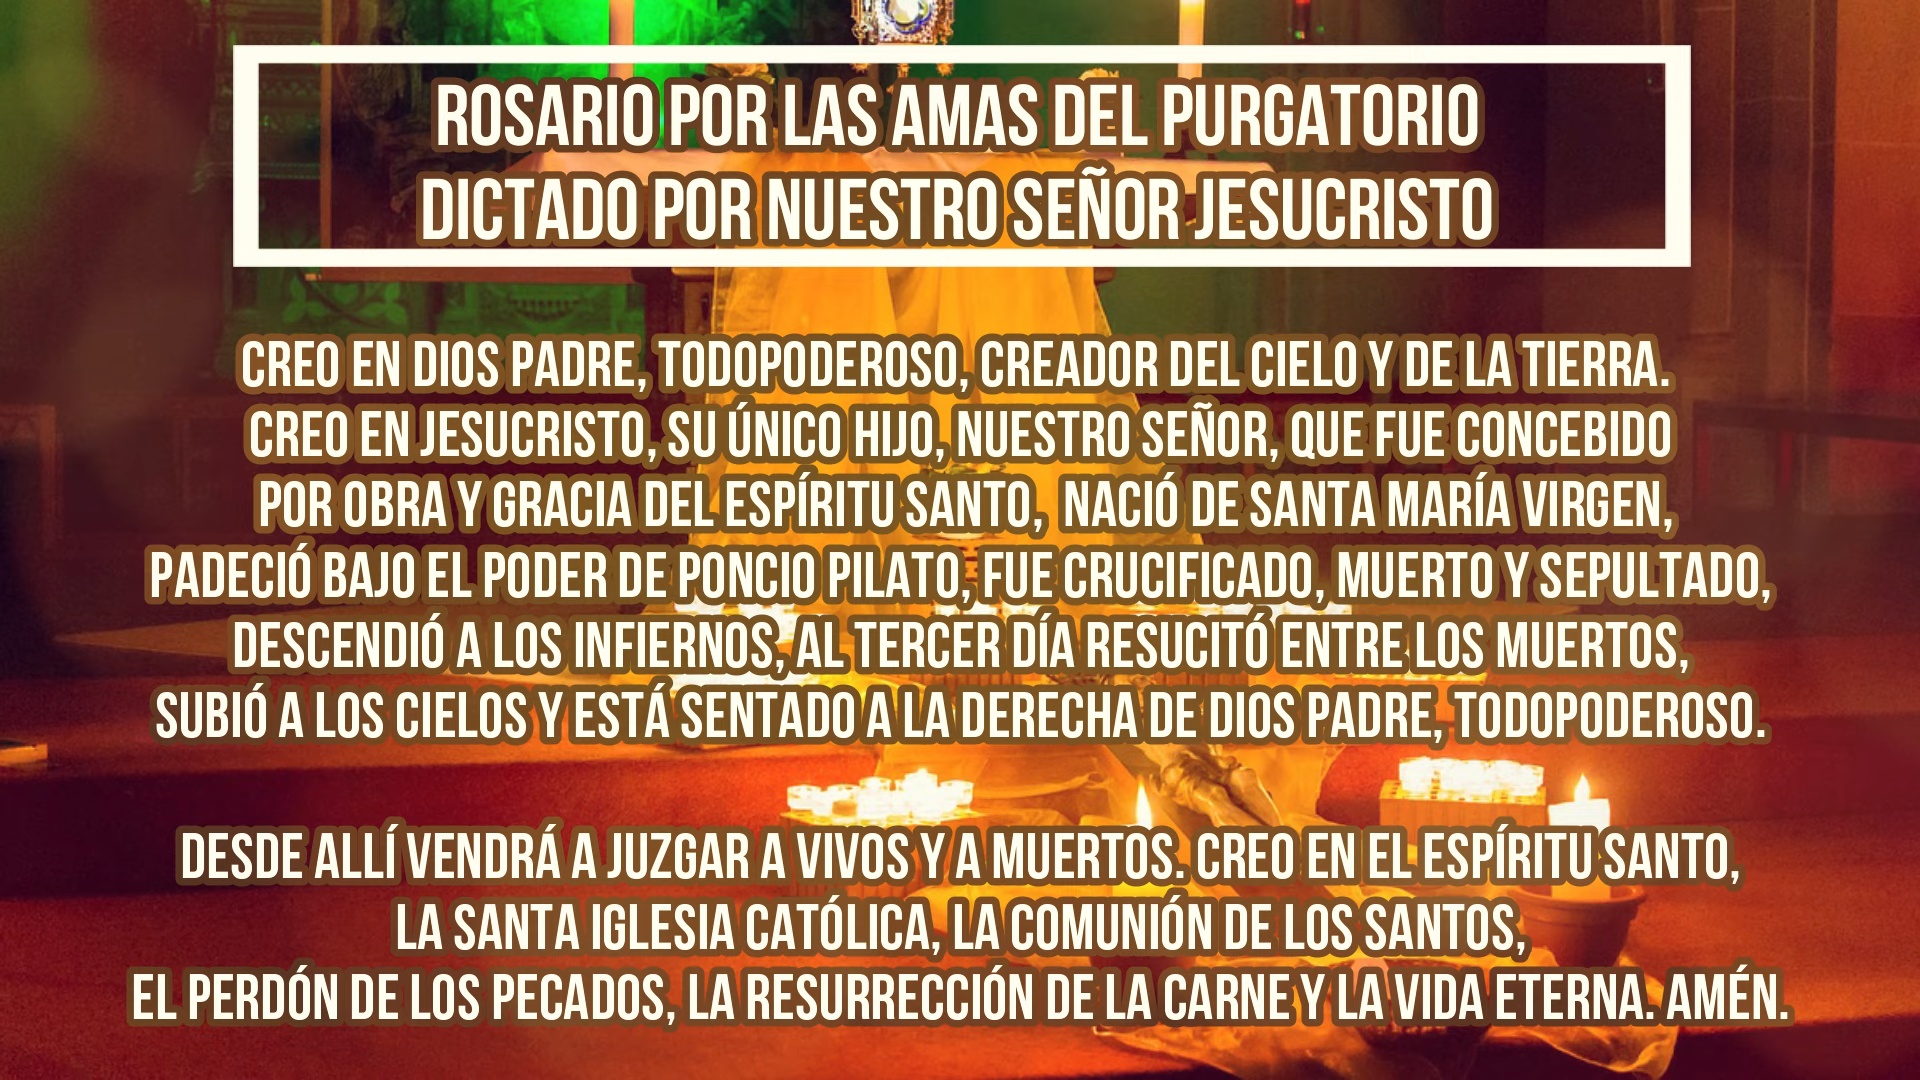 ROSARIO POR LAS AMAS DEL PURGATORIO
DICTADO POR NUESTRO SEÑOR JESUCRISTO
CREO EN DIOS PADRE, TODOPODEROSO, CREADOR DEL CIELO Y DE LA TIERRA.
CREO EN JESUCRISTO, SU ÚNICO HIJO, NUESTRO SEÑOR, QUE FUE CONCEBIDO
POR OBRA Y GRACIA DEL ESPÍRITU SANTO, NACIÓ DE SANTA MARÍA VIRGEN,
PADECIÓ BAJO EL PODER DE PONCIO PILATO, FUE CRUCIFICADO, MUERTO Y SEPULTADO,
DESCENDIÓ A LOS INFIERNOS, AL TERCER DÍA RESUCITÓ ENTRE LOS MUERTOS,
SUBIÓ A LOS CIELOS Y ESTÁ SENTADO A LA DERECHA DE DIOS PADRE, TODOPODEROSO.
DESDE ALLÍ VENDRÁ A JUZGAR A VIVOS Y A MUERTOS. CREO EN EL ESPÍRITU SANTO,
LA SANTA IGLESIA CATÓLICA, LA COMUNIÓN DE LOS SANTOS,
EL PERDÓN DE LOS PECADOS, LA RESURRECCIÓN DE LA CARNE Y LA VIDA ETERNA. AMÉN.